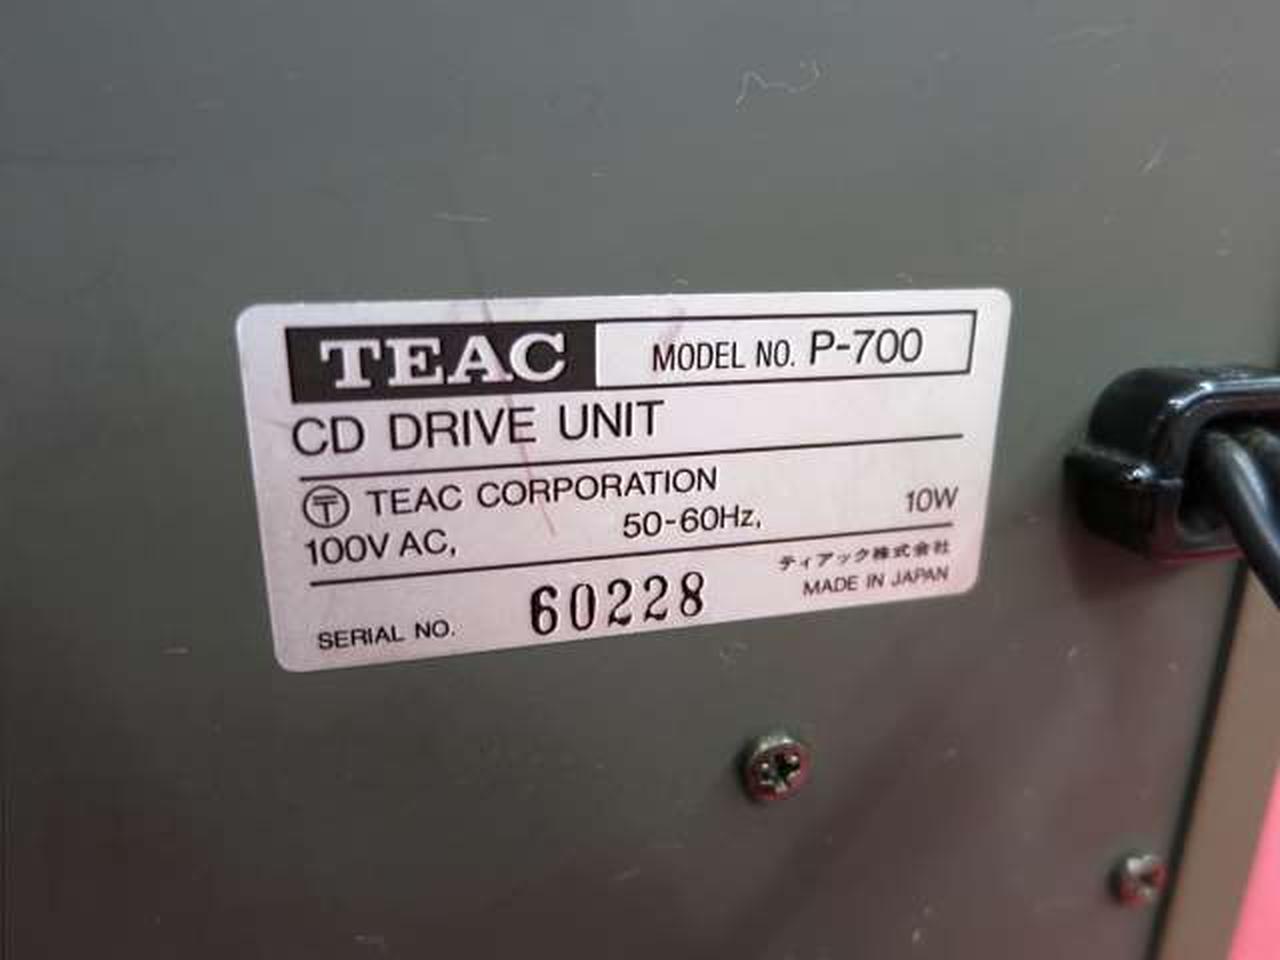 TEAC MODEL NO. P-700
CD DRIVE UNIT
〒 TEAC CORPORATION
100V AC, 50-60Hz, 10W
ティアック株式会社
SERIAL NO. 60228 MADE IN JAPAN